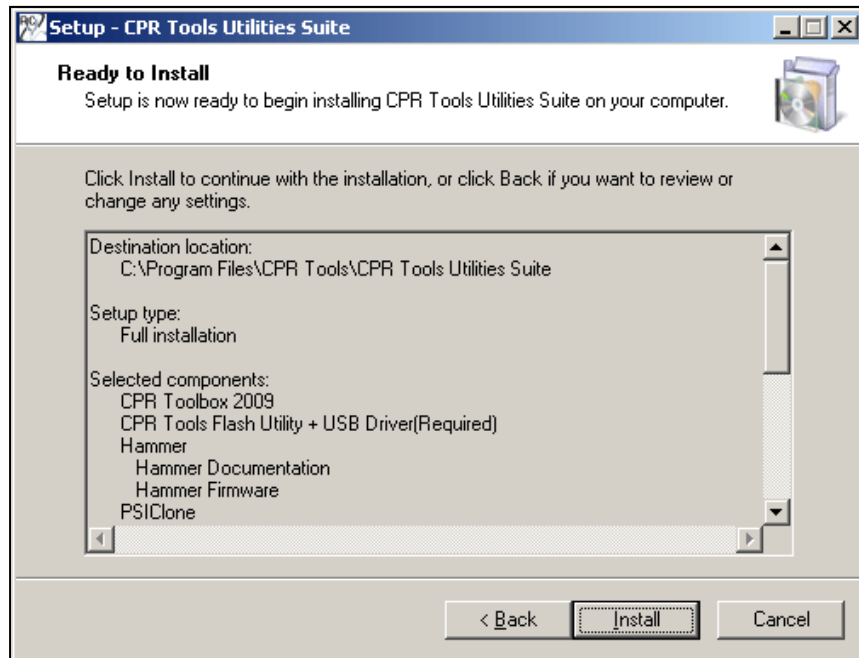 Setup - CPR Tools Utilities Suite
Ready to Install
Setup is now ready to begin installing CPR Tools Utilities Suite on your computer.
Click Install to continue with the installation, or click Back if you want to review or
change any settings.
Destination location:
C:\Program Files\CPR Tools\CPR Tools Utilities Suite
Setup type:
Full installation
Selected components:
CPR Toolbox 2009
CPR Tools Flash Utility + USB Driver(Required)
Hammer
Hammer Documentation
Hammer Firmware
PSIClone
< Back
Install
Cancel